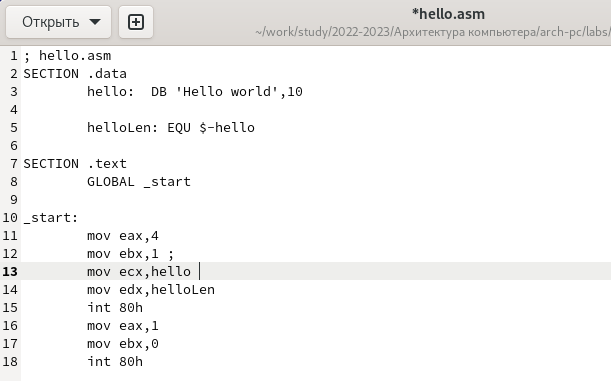 Открыть
*hello.asm
~/work/study/2022-2023/Архитектура компьютера/arch-pc/labs/
1 ; hello.asm
2 SECTION .data
3 hello: DB 'Hello world',10
4
5 helloLen: EQU $-hello
6
7 SECTION .text
8 GLOBAL _start
9
10 _start:
11 mov eax,4
12 mov ebx,1 ;
13 mov ecx,hello
14 mov edx,helloLen
15 int 80h
16 mov eax,1
17 mov ebx,0
18 int 80h